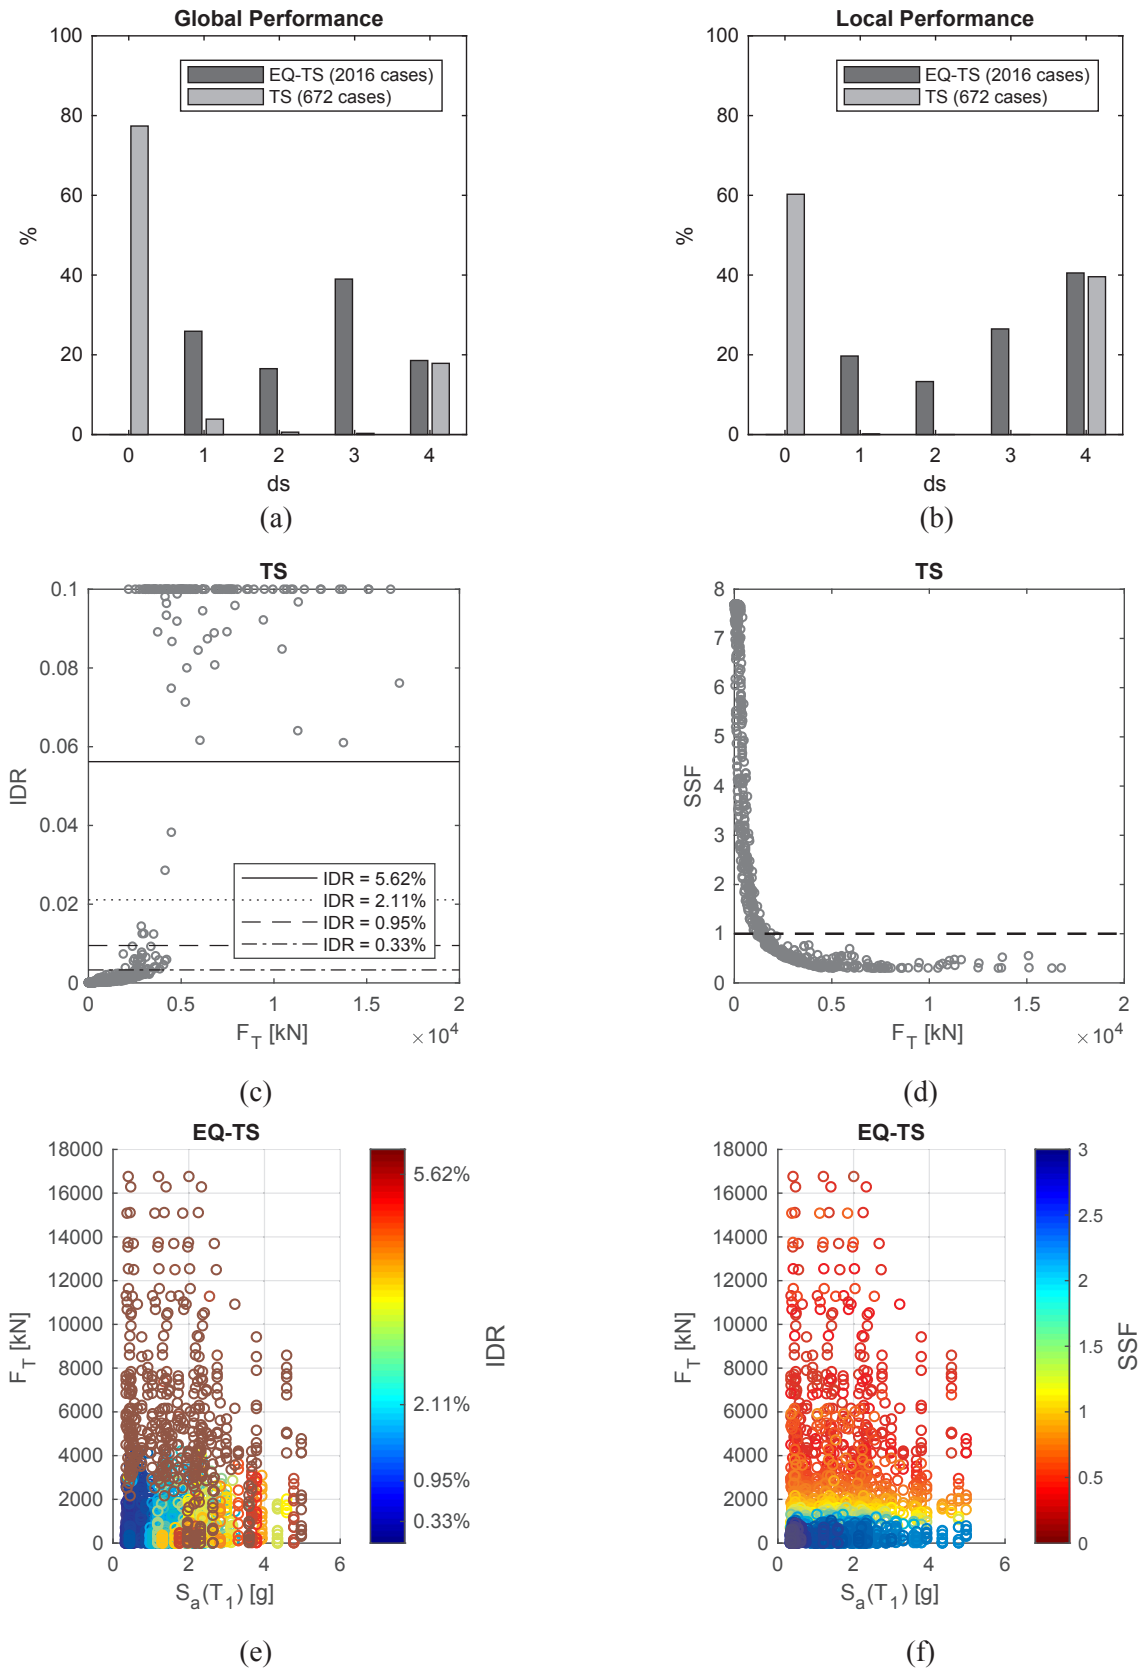 Global Performance
100
80
60
40
20
0
%
EQ-TS (2016 cases)
TS (672 cases)
0 1 2 3 4
ds
(a)
Local Performance
100
80
60
40
20
0
%
EQ-TS (2016 cases)
TS (672 cases)
0 1 2 3 4
ds
(b)
TS
0.1
0.08
0.06
0.04
0.02
0
IDR
IDR = 5.62%
IDR = 2.11%
IDR = 0.95%
IDR = 0.33%
0 0.5 1 1.5 2
F_T [kN]
×10^4
(c)
TS
8
7
6
5
4
3
2
1
0
SSF
0 0.5 1 1.5 2
F_T [kN]
×10^4
(d)
EQ-TS
18000
16000
14000
12000
10000
8000
6000
4000
2000
0
F_T [kN]
0 2 4 6
S_a(T_1) [g]
5.62%
2.11%
0.95%
0.33%
IDR
(e)
EQ-TS
18000
16000
14000
12000
10000
8000
6000
4000
2000
0
F_T [kN]
0 2 4 6
S_a(T_1) [g]
3
2.5
2
1.5
1
0.5
0
SSF
(f)